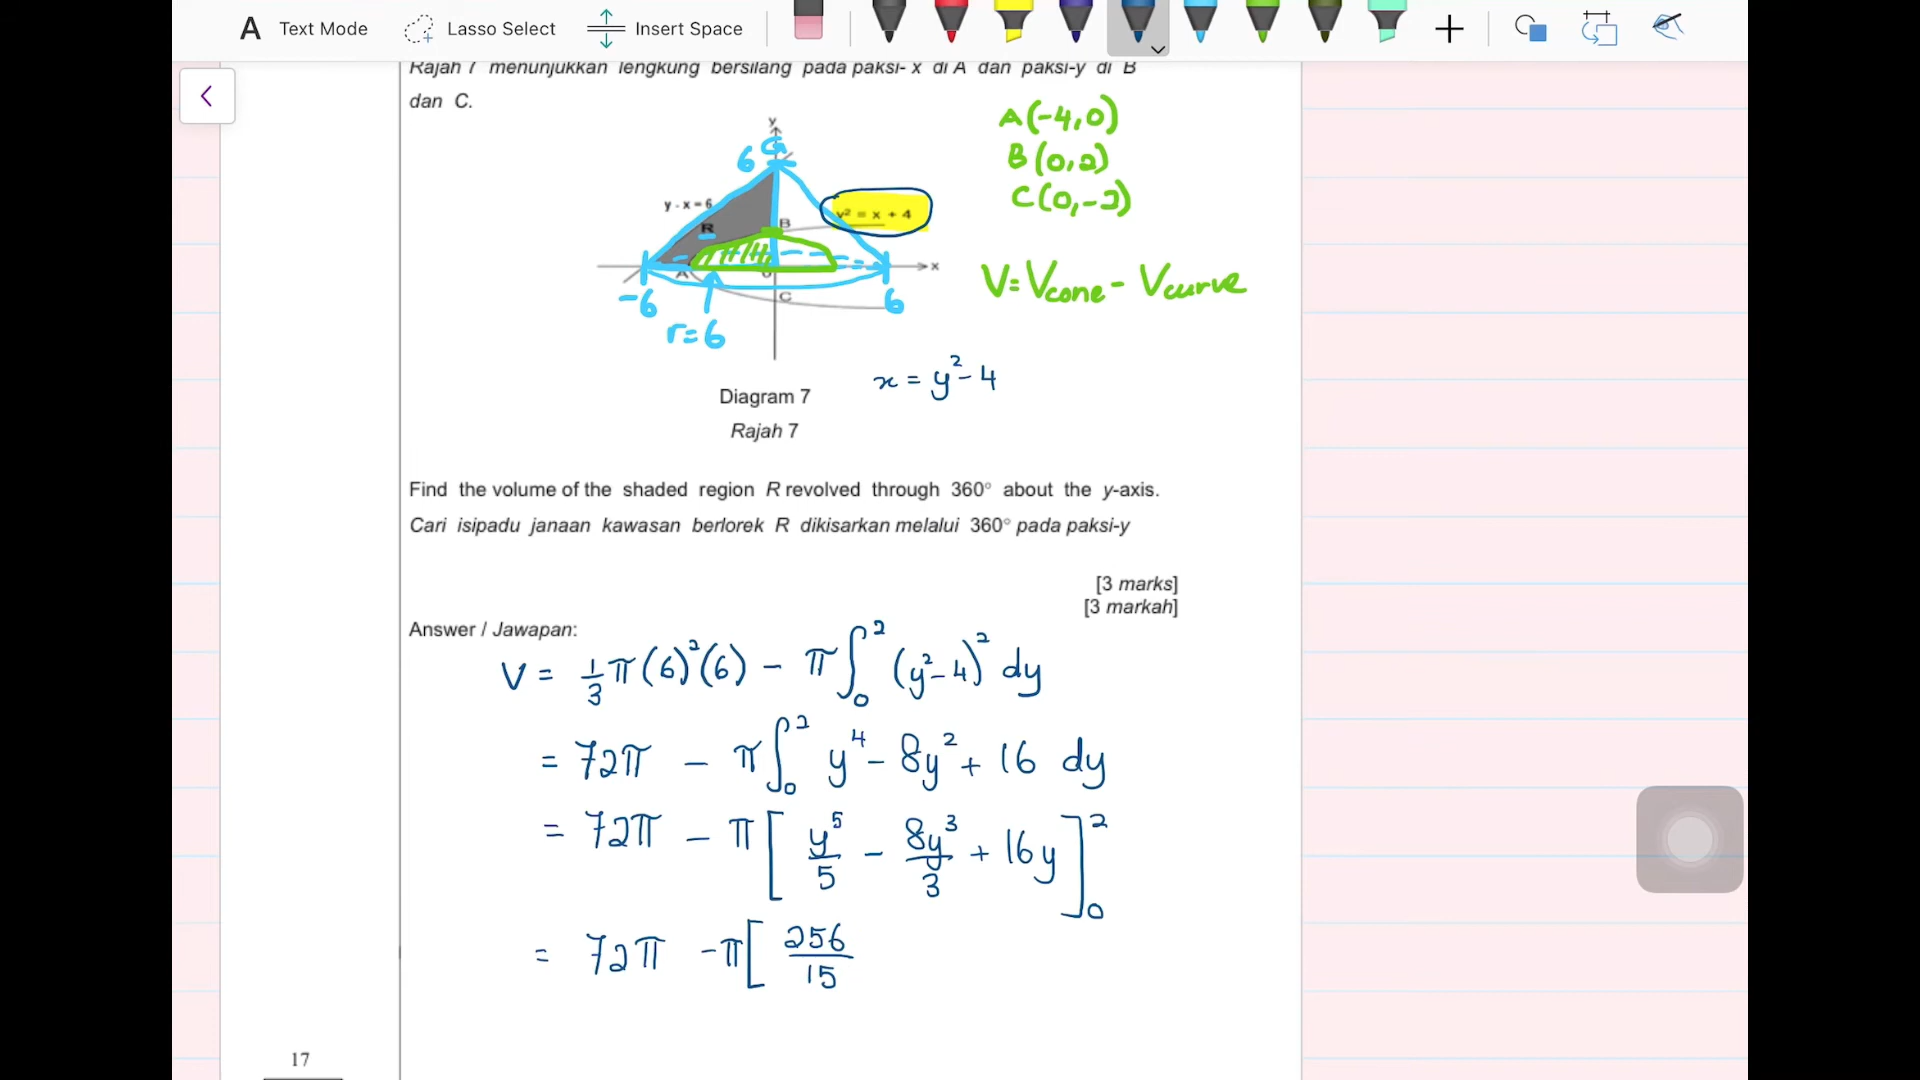 A Text Mode Lasso Select Insert Space
Rajah 7 menunjukkan lengkung bersilang pada paksi- x di A dan paksi-y di B
dan C.
y
6
y - x = 6
R
B
y² = x + 4
A
x
C
-6
6
r=6
A(-4,0)
B(0,2)
C(0,-2)
V= Vcone - Vcurve
x = y² - 4
Diagram 7
Rajah 7
Find the volume of the shaded region R revolved through 360° about the y-axis.
Cari isipadu janaan kawasan berlorek R dikisarkan melalui 360° pada paksi-y
[3 marks]
[3 markah]
Answer / Jawapan:
V = 1/3 π(6)²(6) - π∫₀² (y² - 4)² dy
= 72π - π∫₀² y⁴ - 8y² + 16 dy
= 72π - π[ y⁵/5 - 8y³/3 + 16y ]₀²
= 72π - π[ 256/15
17